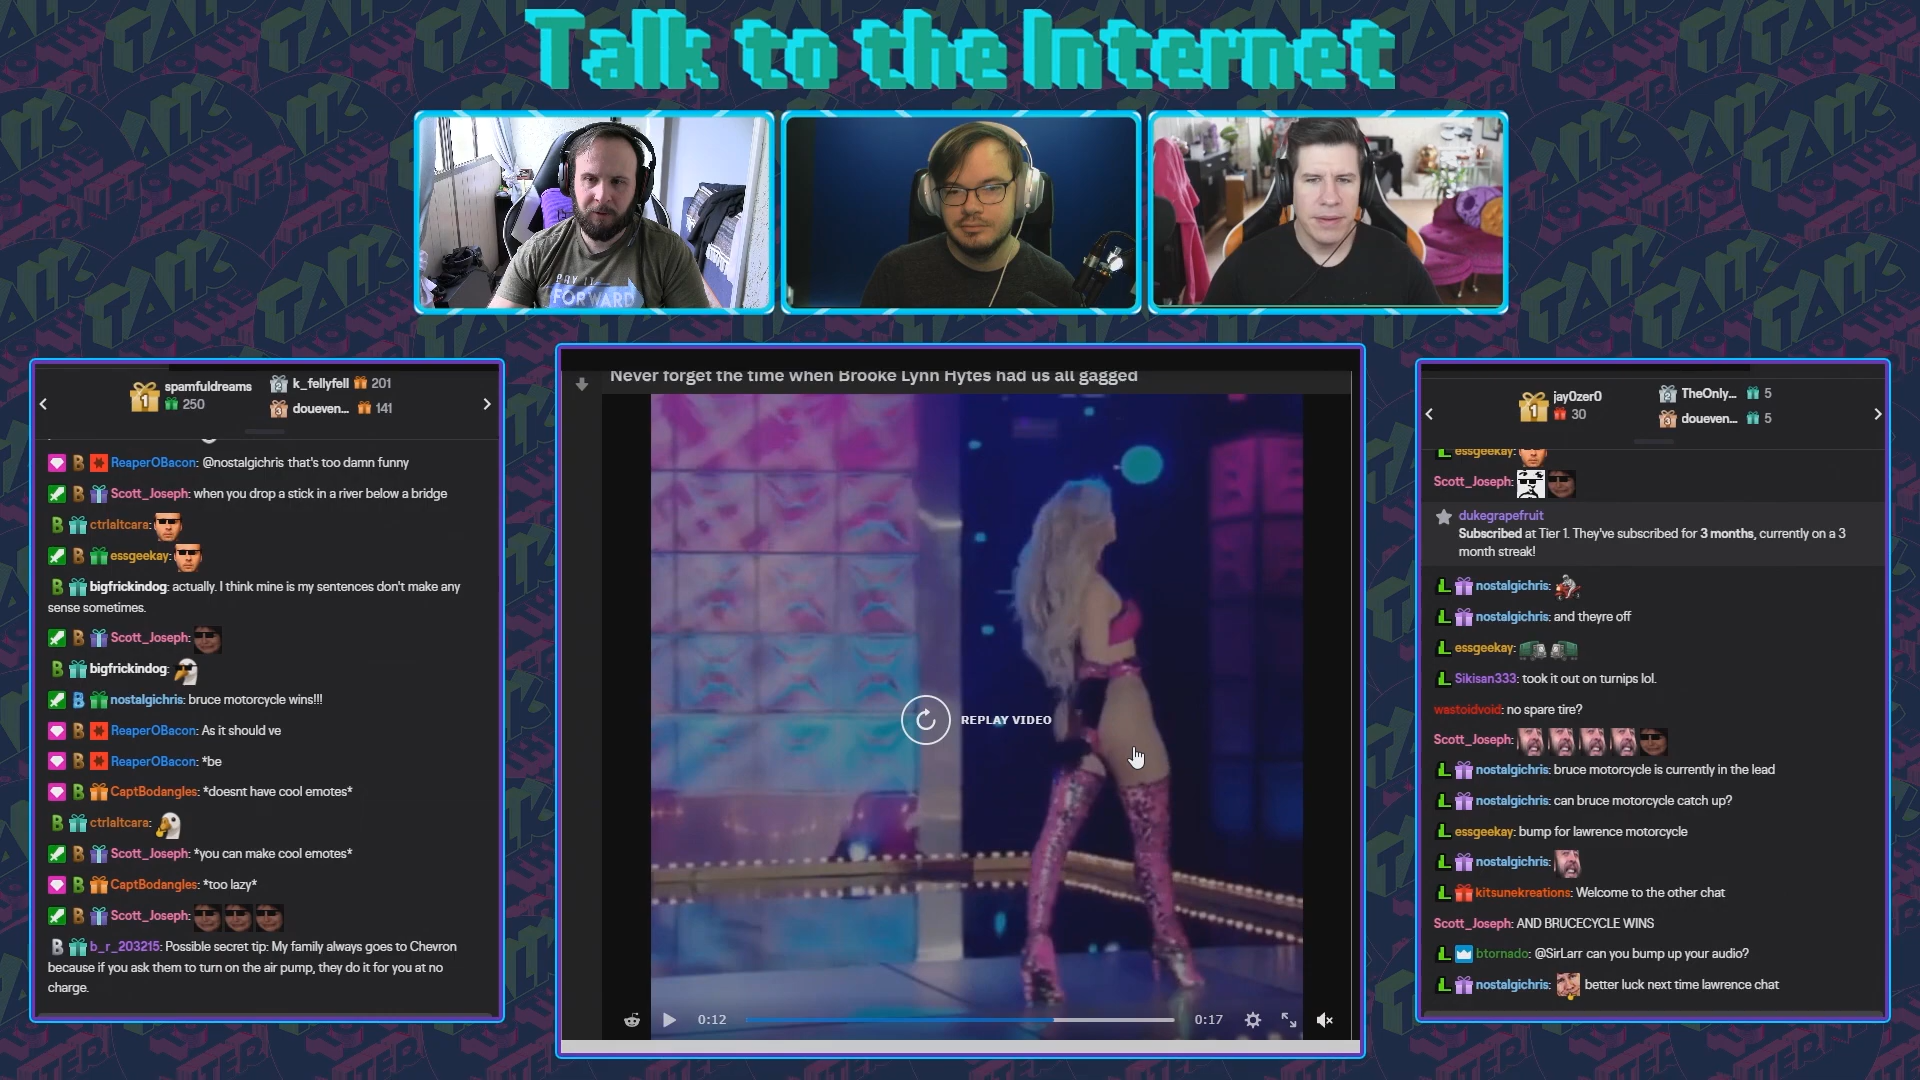 Talk to the Internet
PAY IT
FORWARD
spamfuldreams
250
k_fellyfell 201
doueven... 141
1
ReaperOBacon: @nostalgichris that's too damn funny
Scott_Joseph: when you drop a stick in a river below a bridge
ctrlaltcara:
essgeekay:
bigfrickindog: actually. I think mine is my sentences don't make any
sense sometimes.
Scott_Joseph:
bigfrickindog:
nostalgichris: bruce motorcycle wins!!!
ReaperOBacon: As it should ve
ReaperOBacon: *be
CaptBodangles: *doesnt have cool emotes*
ctrlaltcara:
Scott_Joseph: *you can make cool emotes*
CaptBodangles: *too lazy*
Scott_Joseph:
b_r_203215: Possible secret tip: My family always goes to Chevron
because if you ask them to turn on the air pump, they do it for you at no
charge.
Never forget the time when Brooke Lynn Hytes had us all gagged
REPLAY VIDEO
0:12
0:17
jay0zer0
30
TheOnly... 5
doueven... 5
1
essgeekay:
Scott_Joseph:
dukegrapefruit
Subscribed at Tier 1. They've subscribed for 3 months, currently on a 3
month streak!
nostalgichris:
nostalgichris: and theyre off
essgeekay:
Sikisan333: took it out on turnips lol.
wastoidvoid: no spare tire?
Scott_Joseph:
nostalgichris: bruce motorcycle is currently in the lead
nostalgichris: can bruce motorcycle catch up?
essgeekay: bump for lawrence motorcycle
nostalgichris:
kitsunekreations: Welcome to the other chat
Scott_Joseph: AND BRUCECYCLE WINS
btornado: @SirLarr can you bump up your audio?
nostalgichris: better luck next time lawrence chat